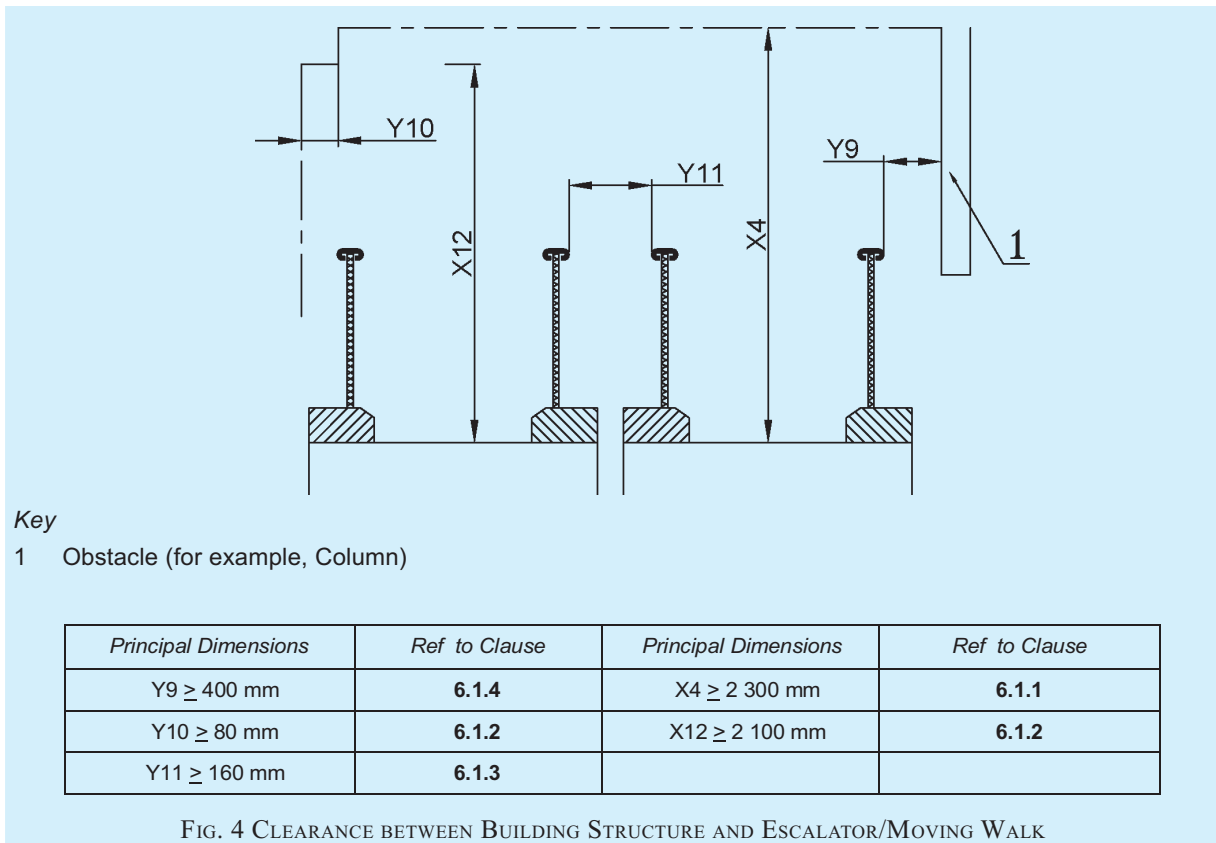 Y10
Y9
Y11
X12
X4
1
Key
1 Obstacle (for example, Column)
Principal Dimensions Ref to Clause Principal Dimensions Ref to Clause
Y9 ≥ 400 mm 6.1.4 X4 ≥ 2 300 mm 6.1.1
Y10 ≥ 80 mm 6.1.2 X12 ≥ 2 100 mm 6.1.2
Y11 ≥ 160 mm 6.1.3
FIG. 4 CLEARANCE BETWEEN BUILDING STRUCTURE AND ESCALATOR/MOVING WALK